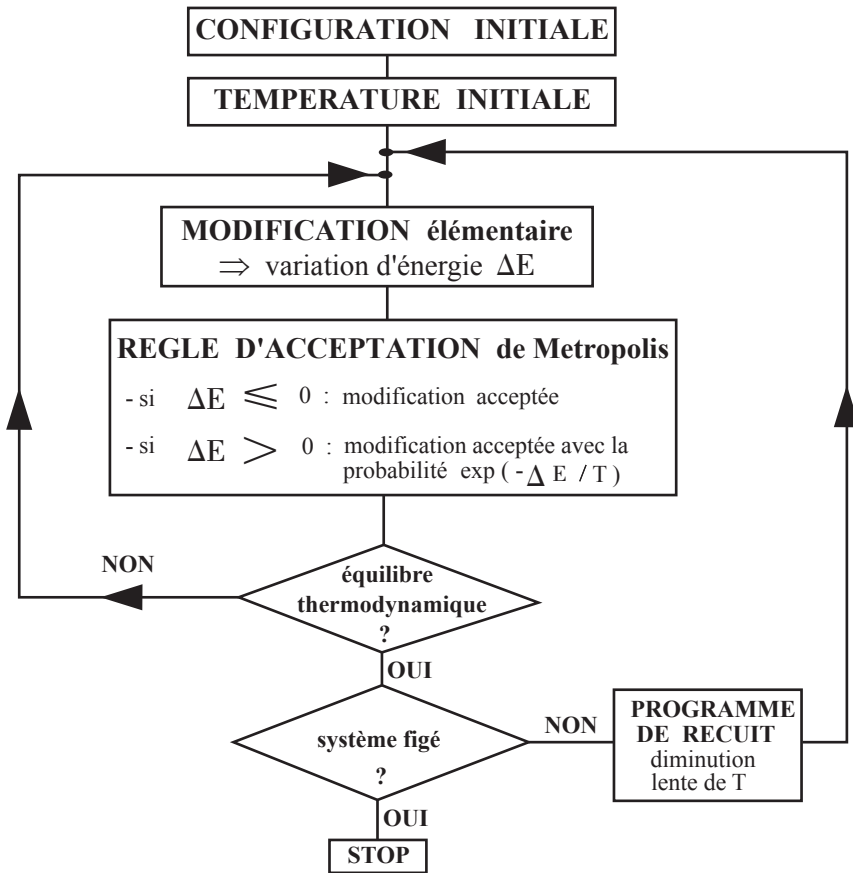 CONFIGURATION INITIALE
TEMPERATURE INITIALE
MODIFICATION élémentaire
⇒ variation d'énergie ΔE
REGLE D'ACCEPTATION de Metropolis
- si ΔE ≤ 0 : modification acceptée
- si ΔE > 0 : modification acceptée avec la
probabilité exp ( - Δ E / T )
NON
équilibre
thermodynamique
?
OUI
système figé
?
NON
PROGRAMME
DE RECUIT
diminution
lente de T
OUI
STOP